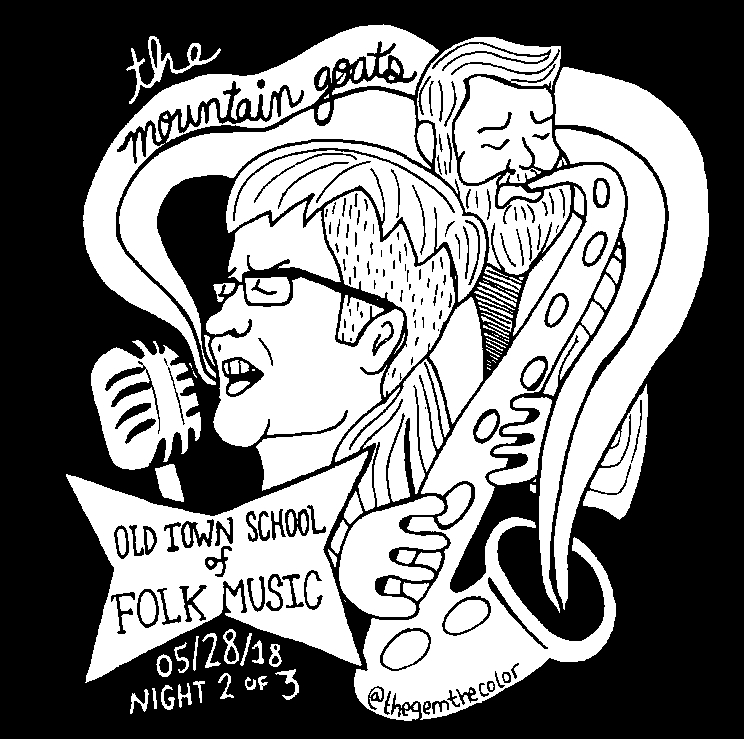 the
mountain goats
OLD TOWN SCHOOL
of
FOLK MUSIC
05/28/18
NIGHT 2 OF 3
@thegemthecolor